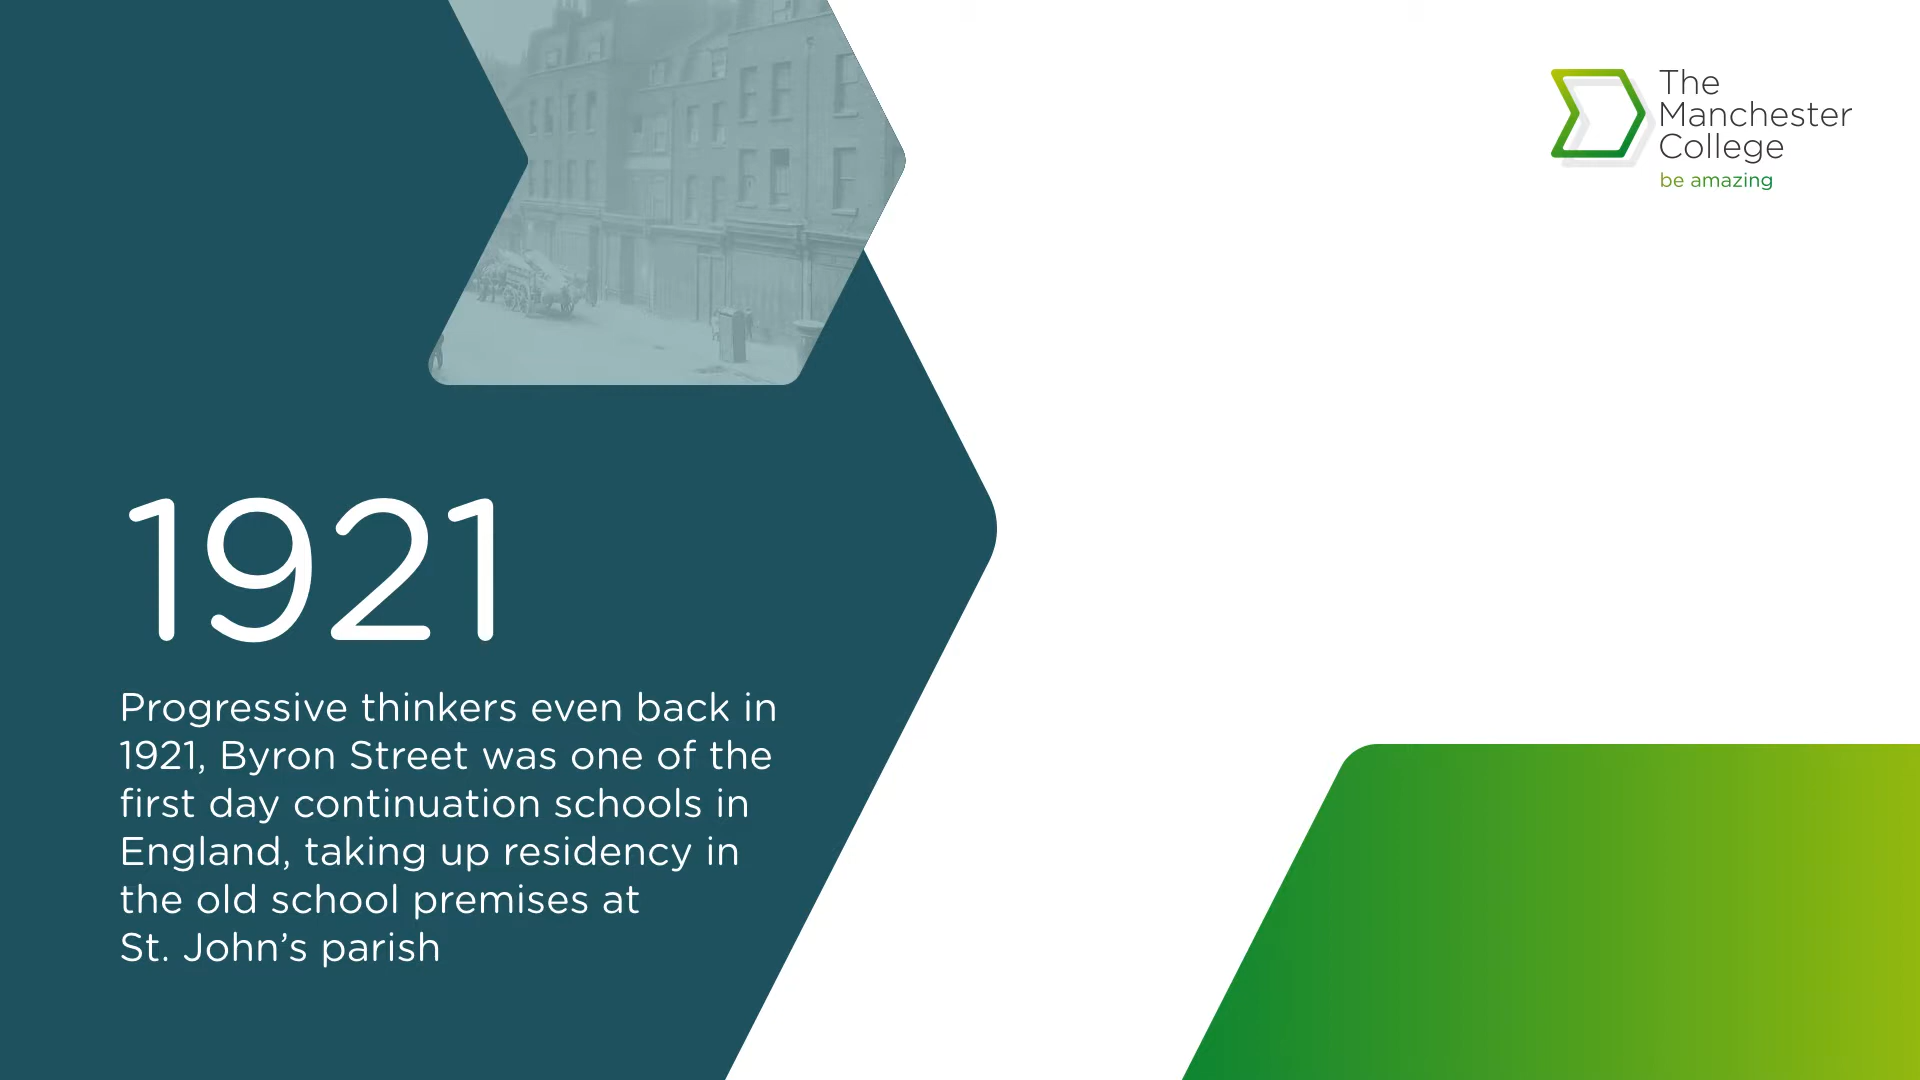 The
Manchester
College
be amazing
1921
Progressive thinkers even back in
1921, Byron Street was one of the
first day continuation schools in
England, taking up residency in
the old school premises at
St. John’s parish